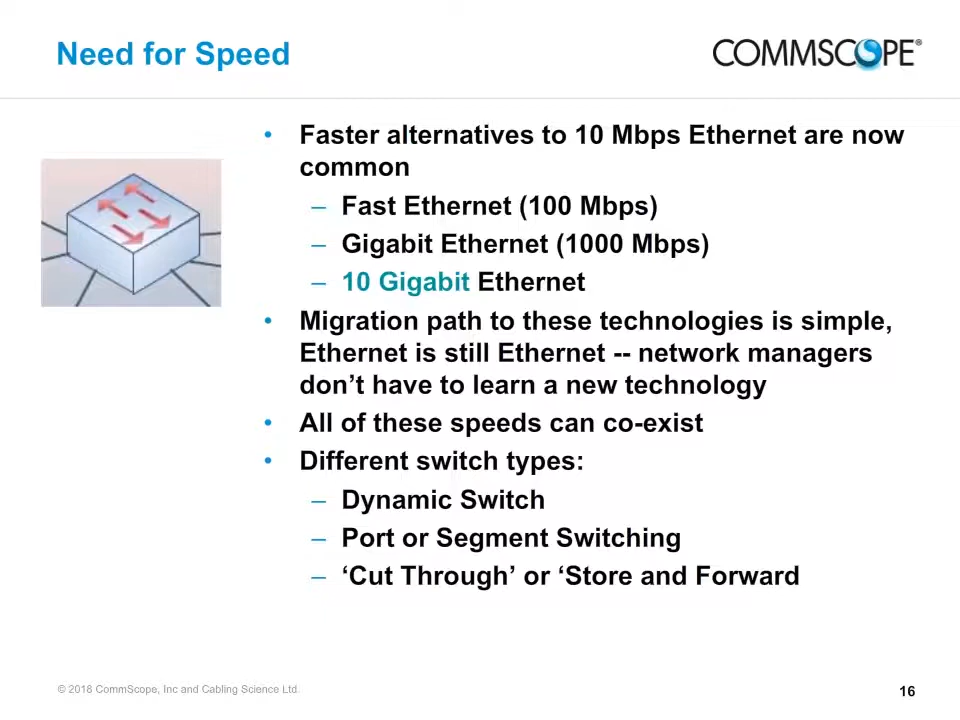 Need for Speed
COMMSCOPE®
• Faster alternatives to 10 Mbps Ethernet are now
common
– Fast Ethernet (100 Mbps)
– Gigabit Ethernet (1000 Mbps)
– 10 Gigabit Ethernet
• Migration path to these technologies is simple,
Ethernet is still Ethernet -- network managers
don’t have to learn a new technology
• All of these speeds can co-exist
• Different switch types:
– Dynamic Switch
– Port or Segment Switching
– ‘Cut Through’ or ‘Store and Forward
© 2018 CommScope, Inc and Cabling Science Ltd.
16